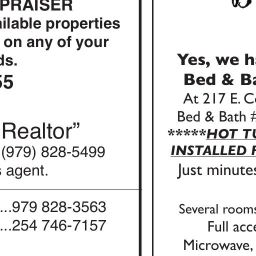 PRAISER
ailable properties
on any of your
ds.
55
Realtor”
(979) 828-5499
s agent.
...979 828-3563
...254 746-7157
Yes, we h
Bed & Ba
At 217 E. C
Bed & Bath #
*****HOT TU
INSTALLED F
Just minutes
Several rooms
Full acce
Microwave,